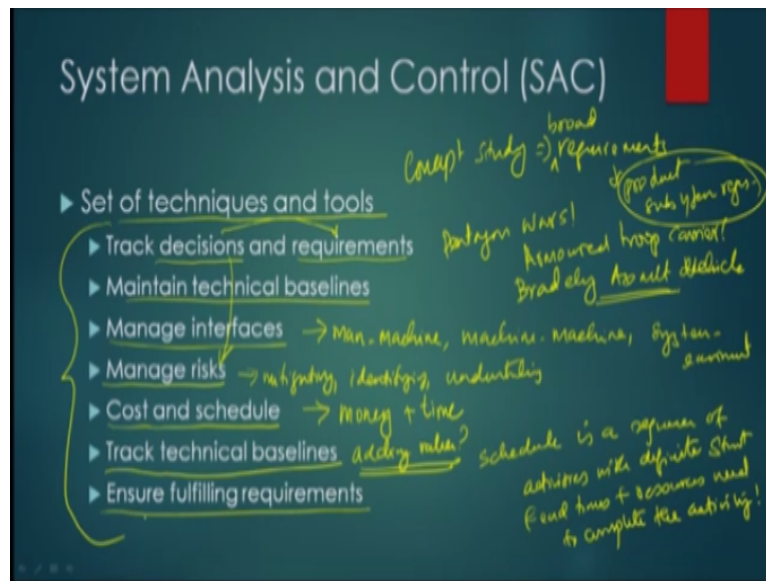 System Analysis and Control (SAC)
Concept study => broad requirements
product
subsystem reqs
▶ Set of techniques and tools
▶ Track decisions and requirements
Pentagon Wars!
Armoured troop carrier!
Bradely Assault Vehicle
▶ Maintain technical baselines
▶ Manage interfaces → Man-Machine, Machine-Machine, System-
▶ Manage risks → mitigating, identifying,
▶ Cost and schedule → money + time
▶ Track technical baselines adding value?
schedule is a sequence of
activities with definite start
& end times + resources need
to complete the activity!
▶ Ensure fulfilling requirements